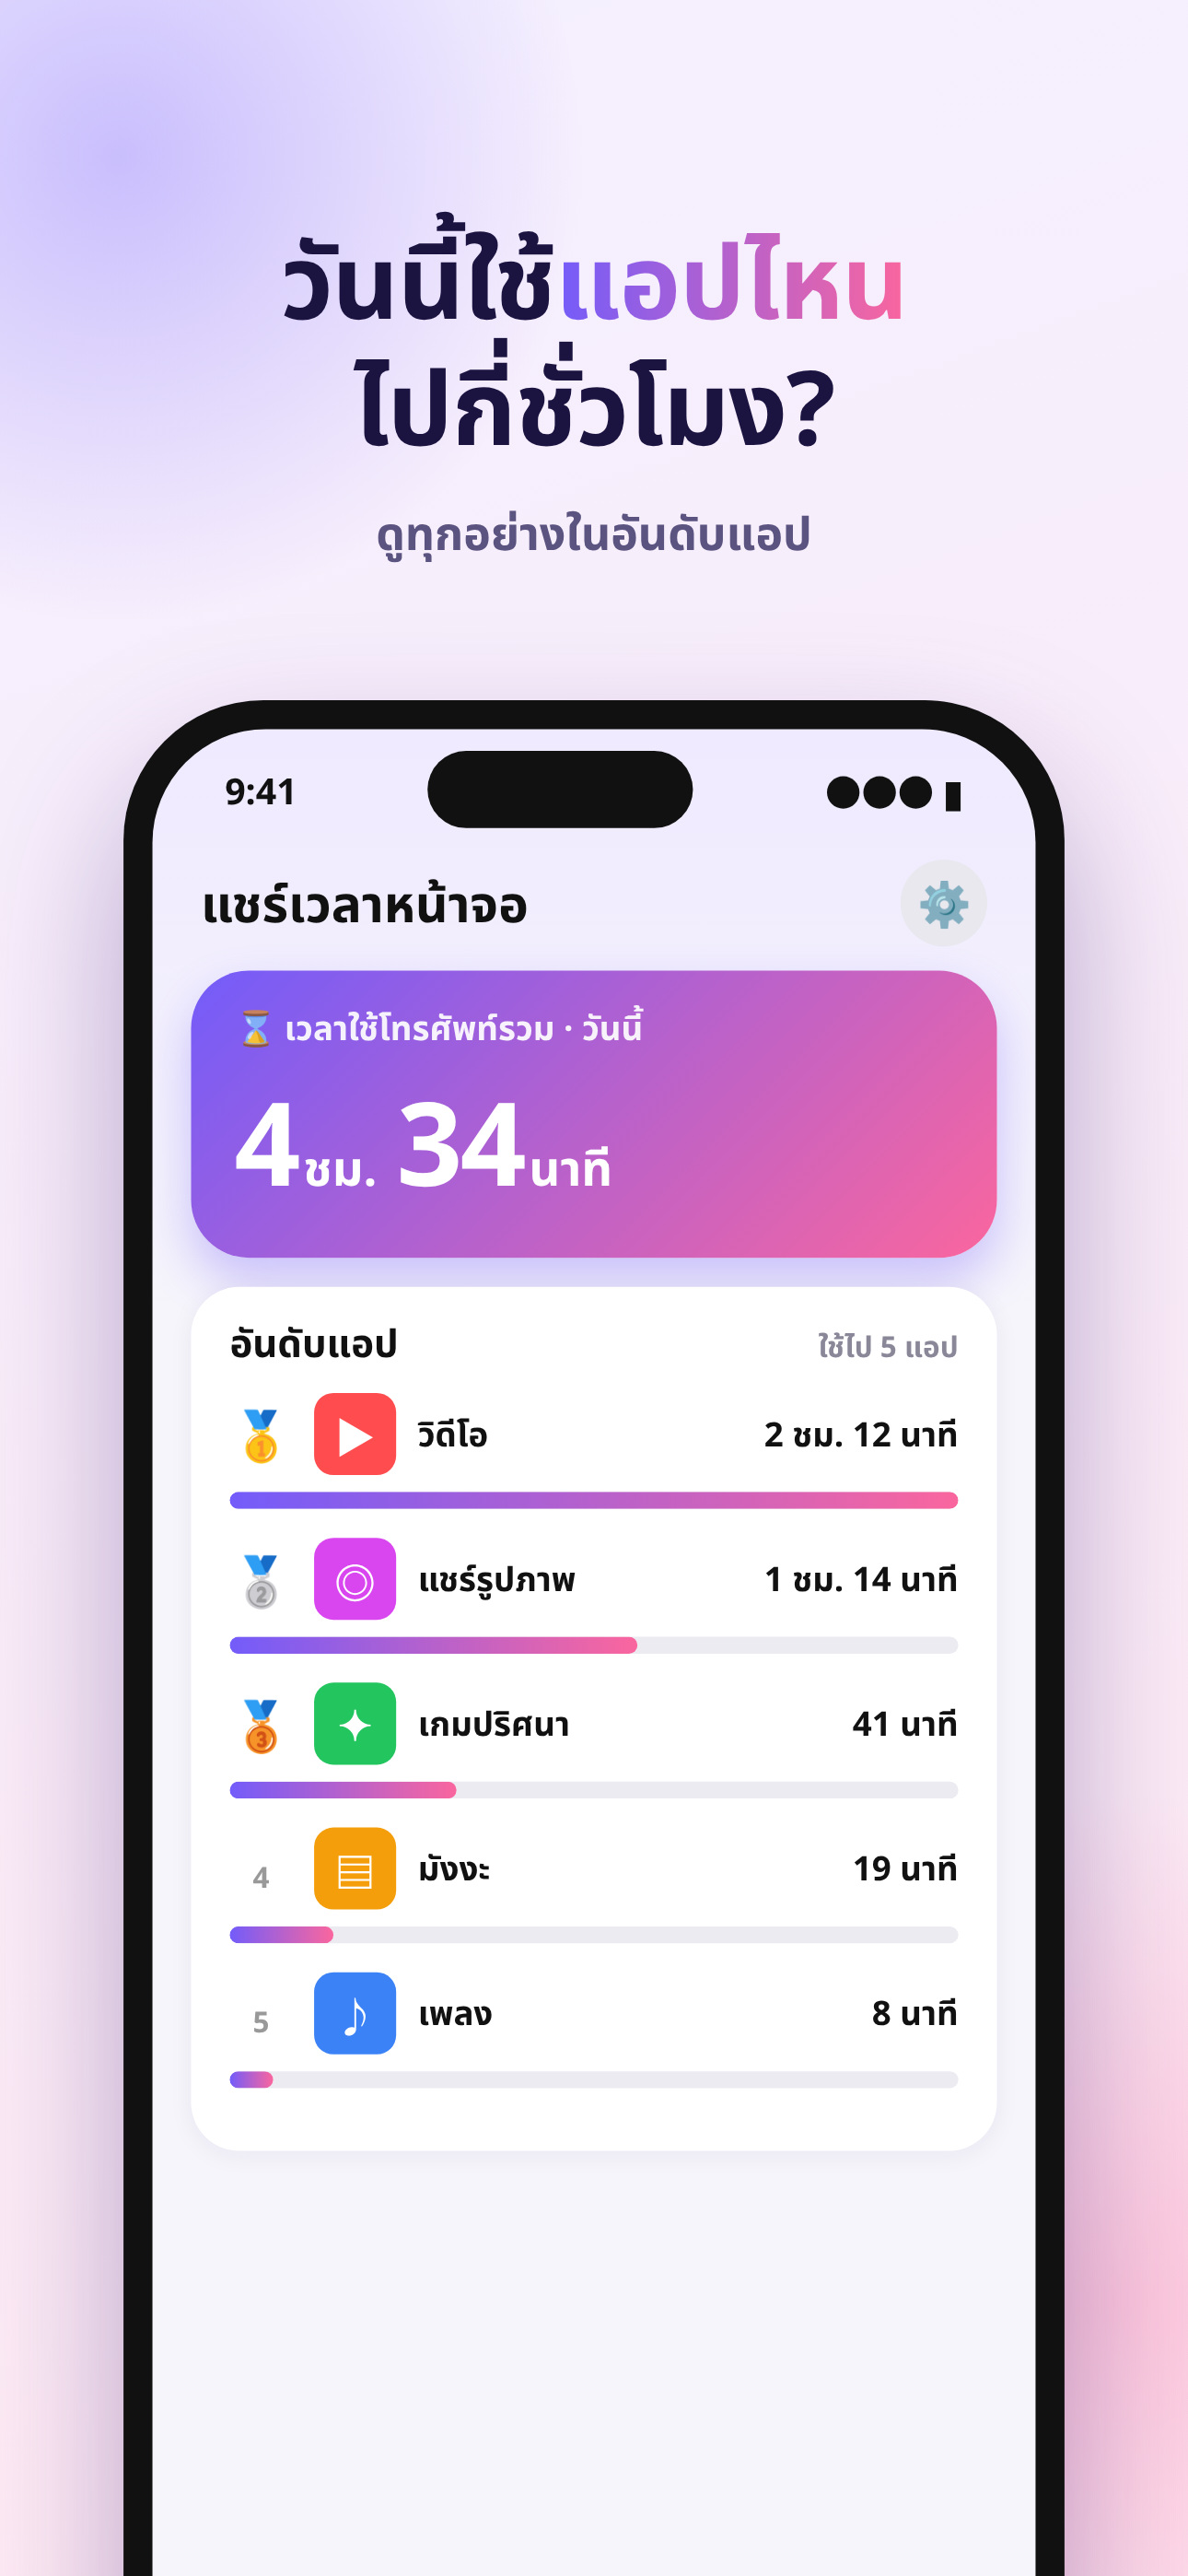 วันนี้ใช้แอปไหน
ไปกี่ชั่วโมง?
ดูทุกอย่างในอันดับแอป
9:41
แชร์เวลาหน้าจอ
เวลาใช้โทรศัพท์รวม · วันนี้
4 ชม. 34 นาที
อันดับแอป
ใช้ไป 5 แอป
1 วิดีโอ 2 ชม. 12 นาที
2 แชร์รูปภาพ 1 ชม. 14 นาที
3 เกมปริศนา 41 นาที
4 มังงะ 19 นาที
5 เพลง 8 นาที